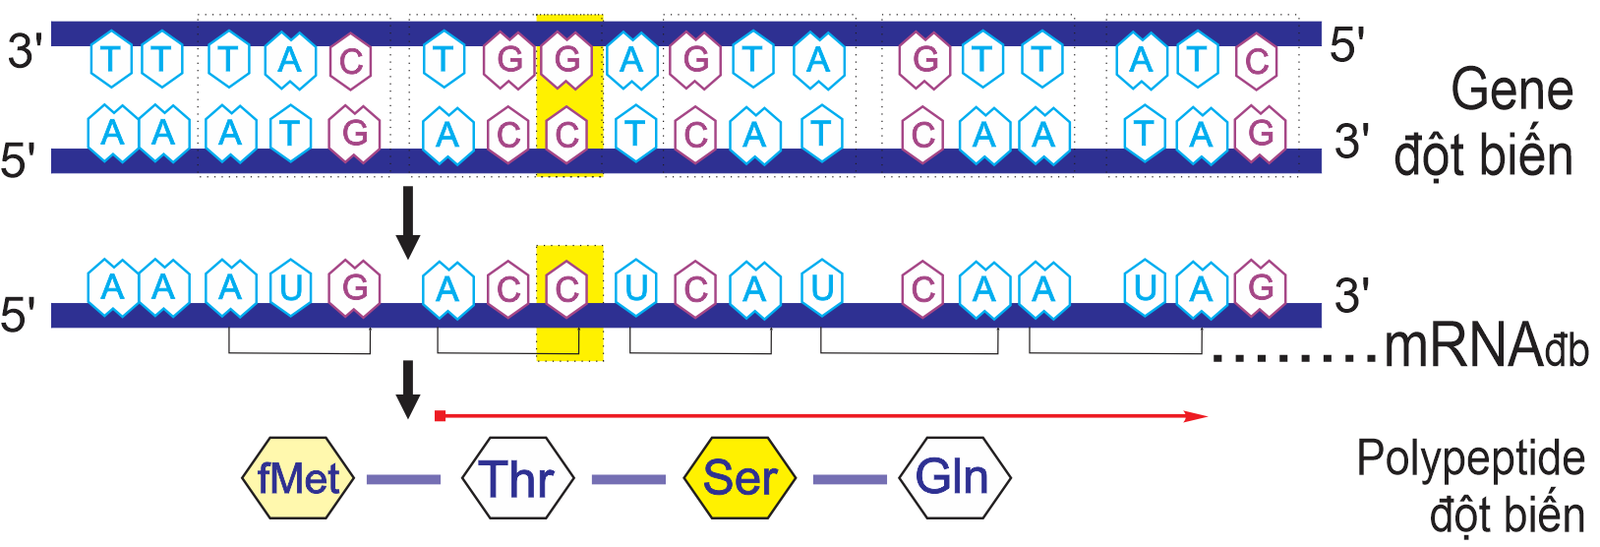 3' T T T A C T G G A G T A G T T A T C 5'
Gene
đột biến
5' A A A T G A C C T C A T C A A T A G 3'
5' A A A U G A C C U C A U C A A U A G 3'
mRNAđb
fMet Thr Ser Gln
Polypeptide
đột biến